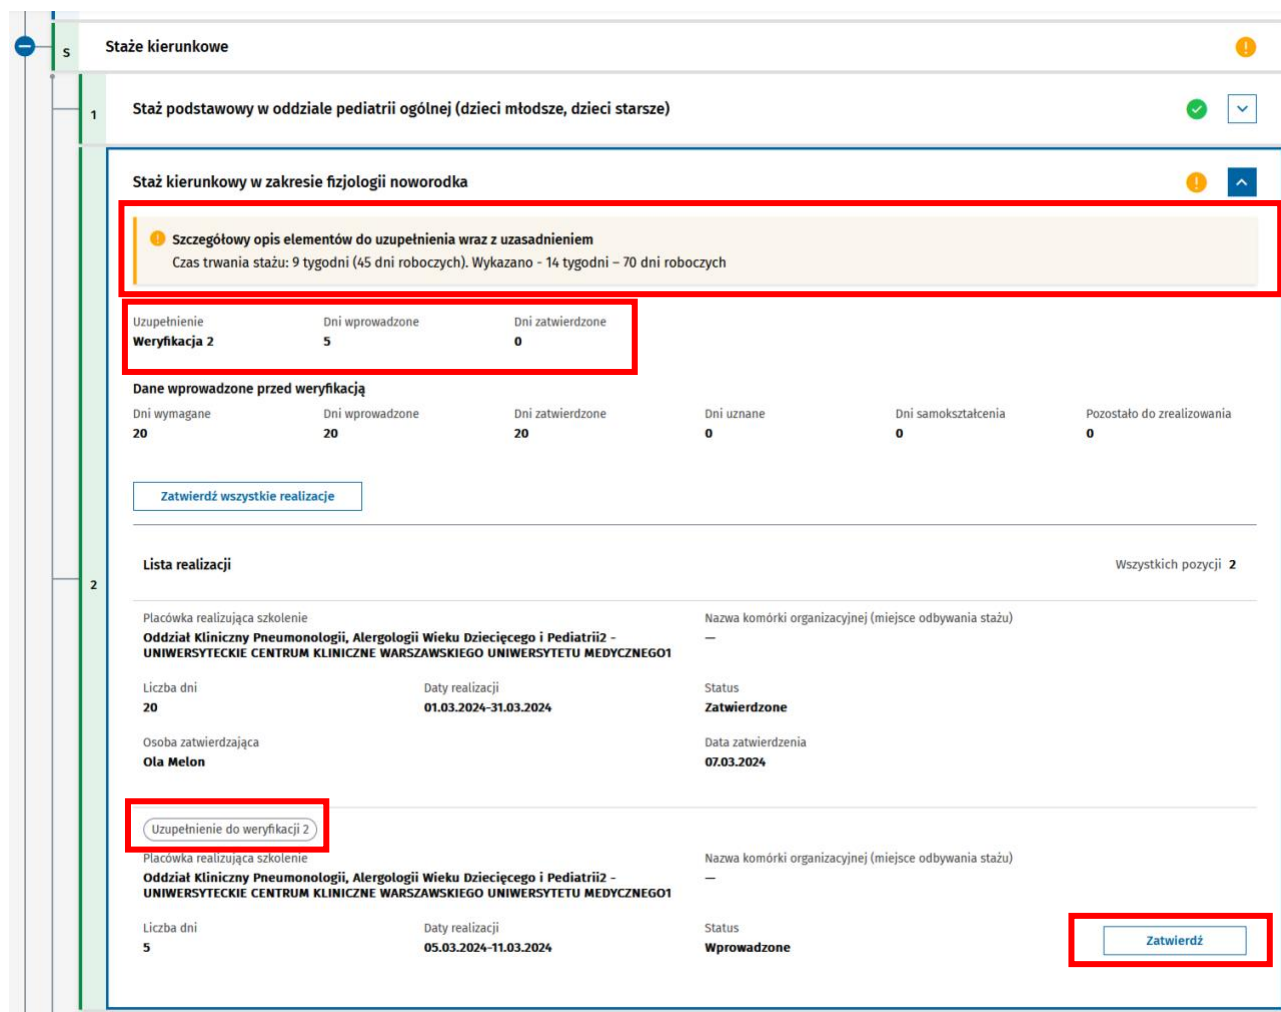 S
Staże kierunkowe
1
Staż podstawowy w oddziale pediatrii ogólnej (dzieci młodsze, dzieci starsze)
Staż kierunkowy w zakresie fizjologii noworodka
Szczegółowy opis elementów do uzupełnienia wraz z uzasadnieniem
Czas trwania stażu: 9 tygodni (45 dni roboczych). Wykazano - 14 tygodni – 70 dni roboczych
Uzupełnienie Dni wprowadzone Dni zatwierdzone
Weryfikacja 2 5 0
Dane wprowadzone przed weryfikacją
Dni wymagane Dni wprowadzone Dni zatwierdzone Dni uznane Dni samokształcenia Pozostało do zrealizowania
20 20 20 0 0 0
Zatwierdź wszystkie realizacje
Lista realizacji Wszystkich pozycji 2
2
Placówka realizująca szkolenie Nazwa komórki organizacyjnej (miejsce odbywania stażu)
Oddział Kliniczny Pneumonologii, Alergologii Wieku Dziecięcego i Pediatrii2 - —
UNIWERSYTECKIE CENTRUM KLINICZNE WARSZAWSKIEGO UNIWERSYTETU MEDYCZNEGO1
Liczba dni Daty realizacji Status
20 01.03.2024-31.03.2024 Zatwierdzone
Osoba zatwierdzająca Data zatwierdzenia
Ola Melon 07.03.2024
Uzupełnienie do weryfikacji 2
Placówka realizująca szkolenie Nazwa komórki organizacyjnej (miejsce odbywania stażu)
Oddział Kliniczny Pneumonologii, Alergologii Wieku Dziecięcego i Pediatrii2 - —
UNIWERSYTECKIE CENTRUM KLINICZNE WARSZAWSKIEGO UNIWERSYTETU MEDYCZNEGO1
Liczba dni Daty realizacji Status
5 05.03.2024-11.03.2024 Wprowadzone
Zatwierdź